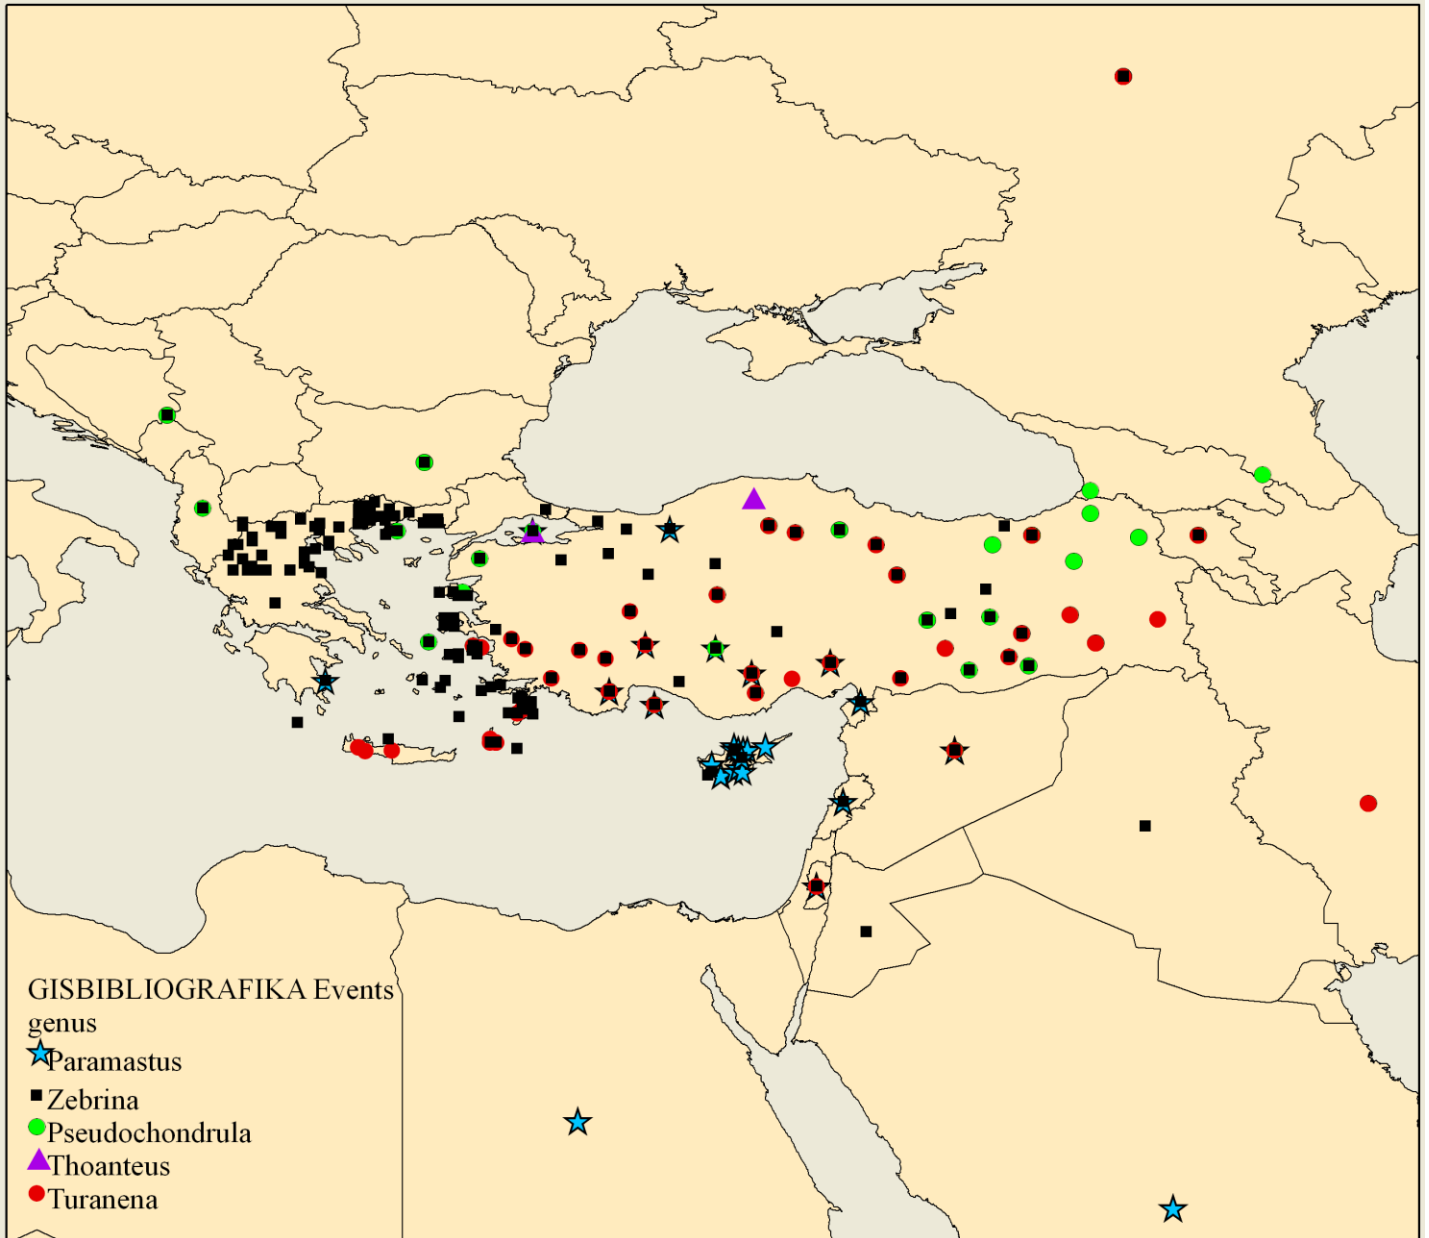 GISBIBLIOGRAFIKA Events
genus
Paramastus
Zebrina
Pseudochondrula
Thoanteus
Turanena